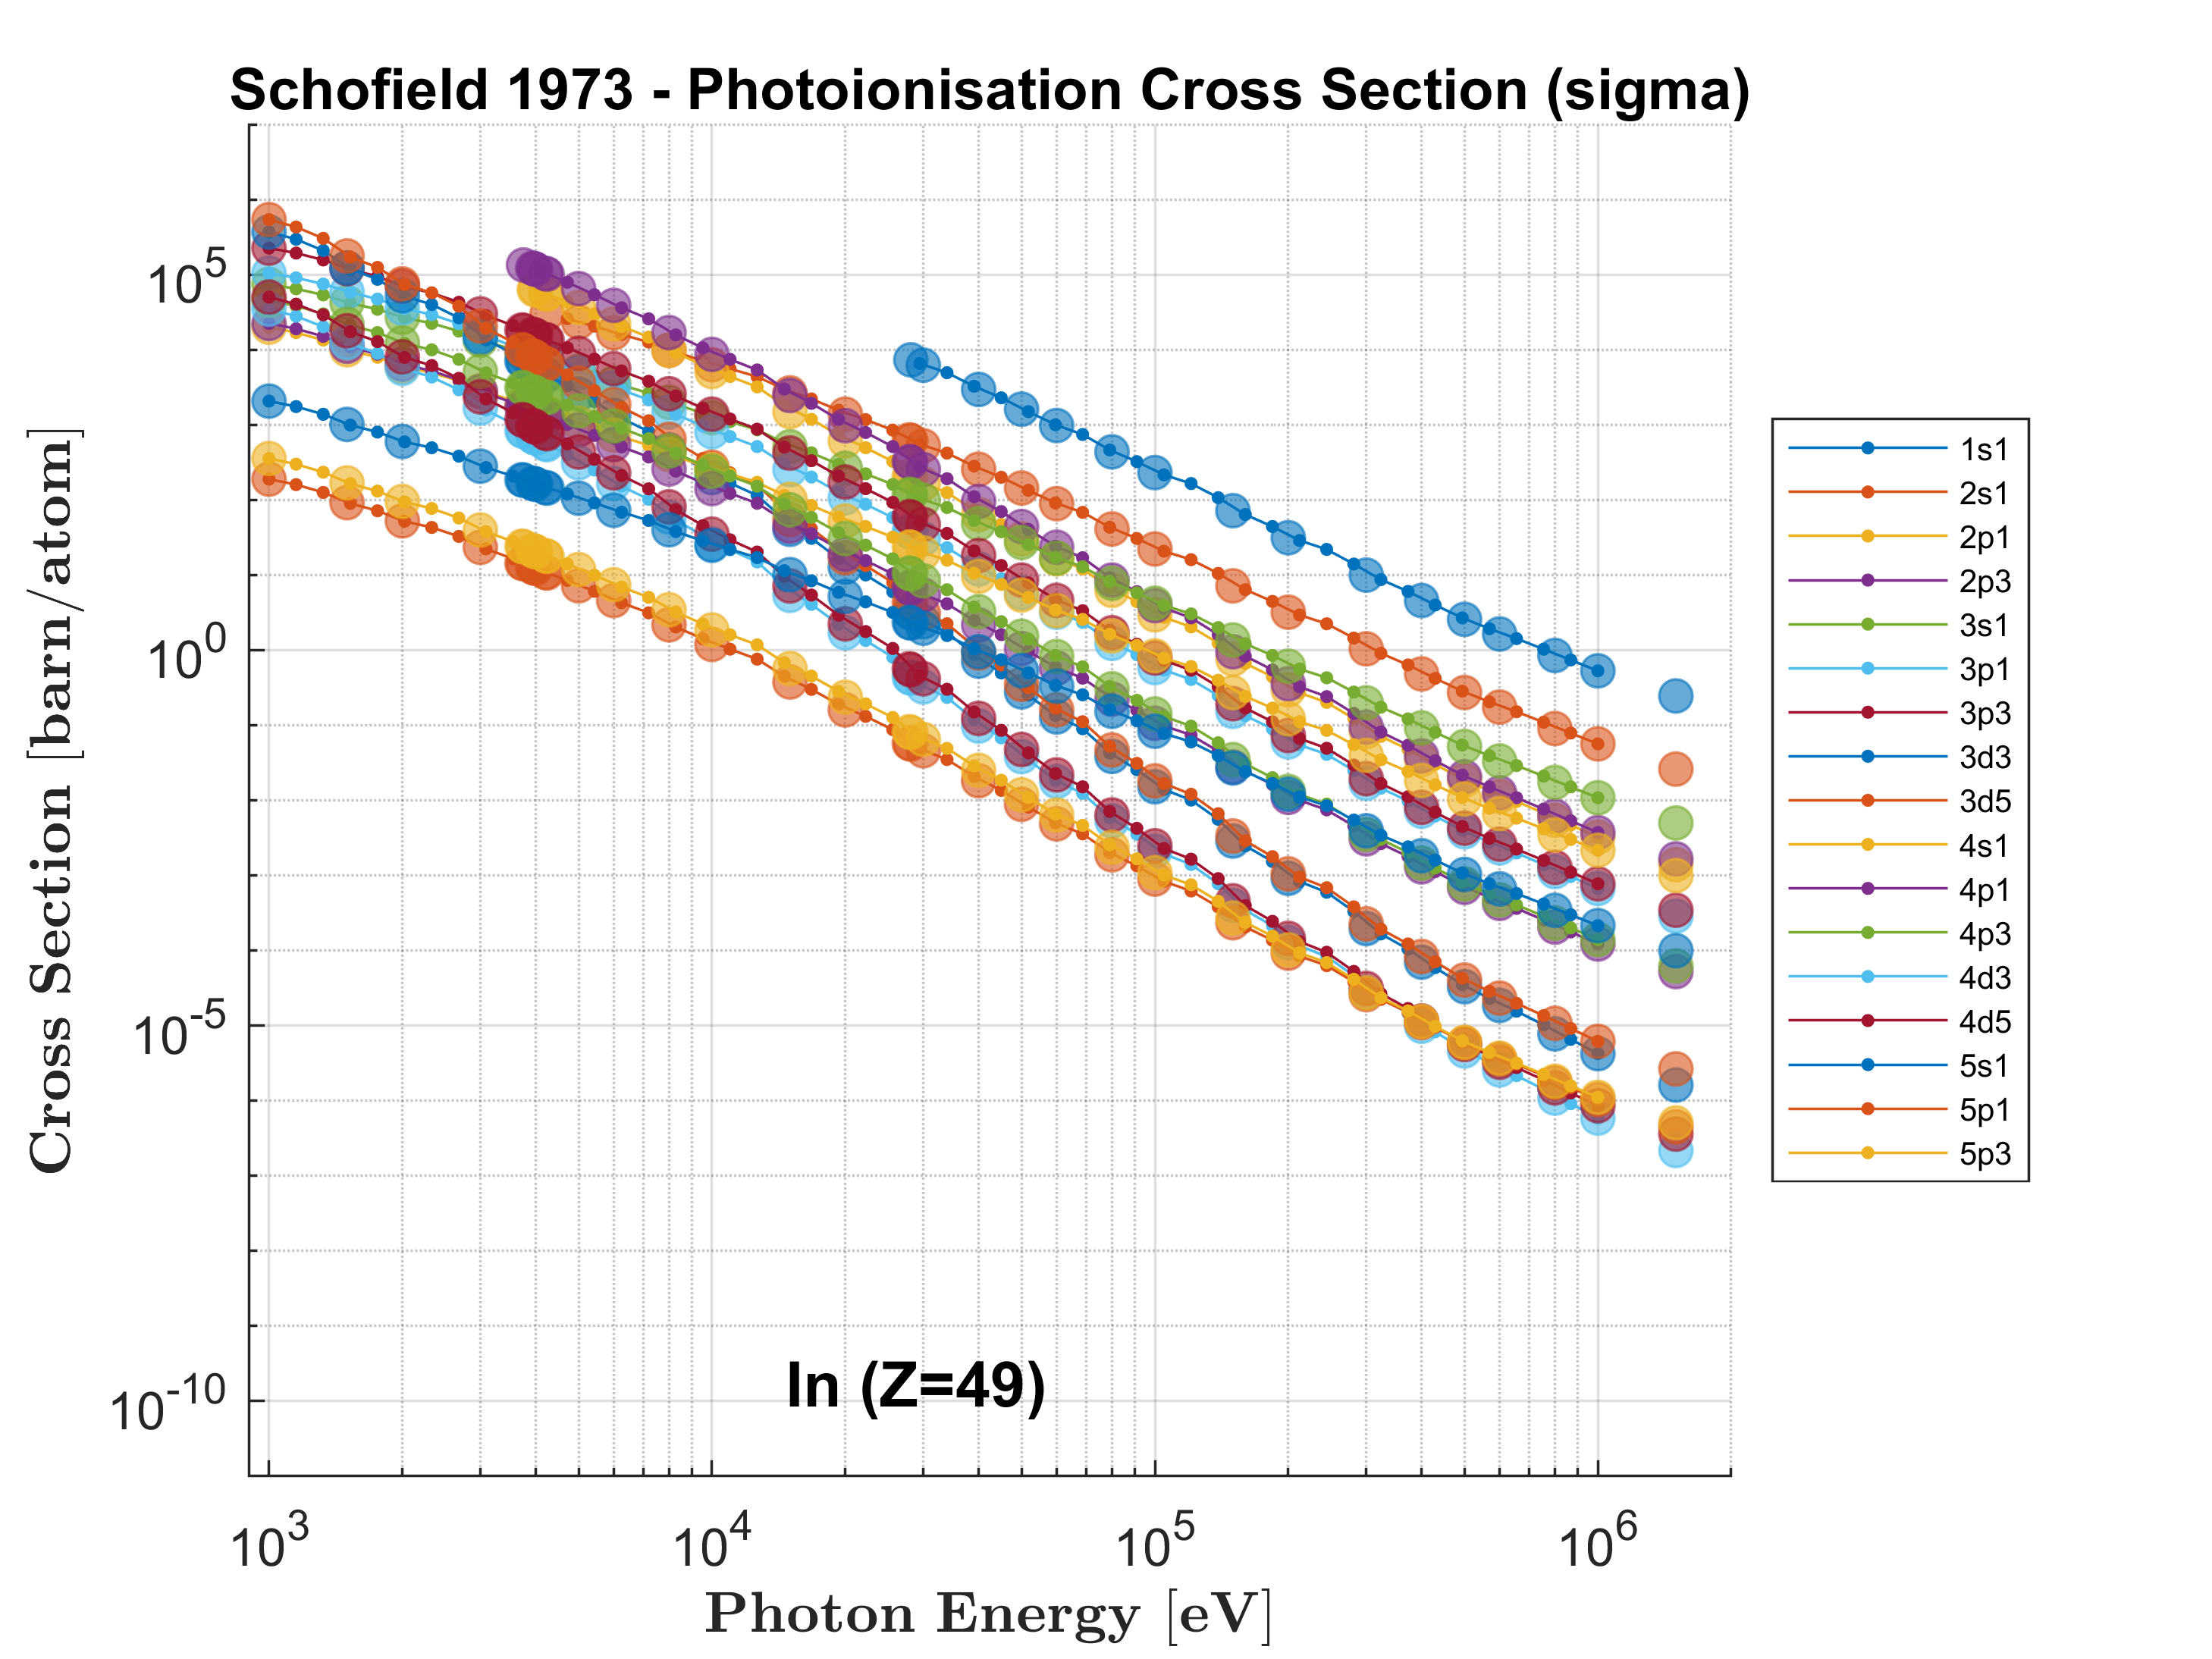 Schofield 1973 - Photoionisation Cross Section (sigma)
Cross Section [barn/atom]
10^5
10^0
10^-5
10^-10
In (Z=49)
10^3 10^4 10^5 10^6
Photon Energy [eV]
1s1
2s1
2p1
2p3
3s1
3p1
3p3
3d3
3d5
4s1
4p1
4p3
4d3
4d5
5s1
5p1
5p3